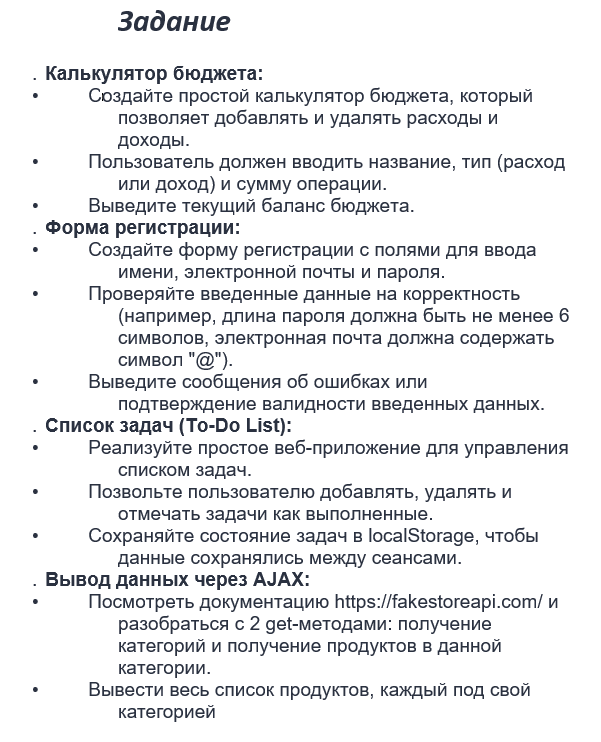 Задание
. Калькулятор бюджета:
• Создайте простой калькулятор бюджета, который
позволяет добавлять и удалять расходы и
доходы.
• Пользователь должен вводить название, тип (расход
или доход) и сумму операции.
• Выведите текущий баланс бюджета.
. Форма регистрации:
• Создайте форму регистрации с полями для ввода
имени, электронной почты и пароля.
• Проверяйте введенные данные на корректность
(например, длина пароля должна быть не менее 6
символов, электронная почта должна содержать
символ "@").
• Выведите сообщения об ошибках или
подтверждение валидности введенных данных.
. Список задач (To-Do List):
• Реализуйте простое веб-приложение для управления
списком задач.
• Позвольте пользователю добавлять, удалять и
отмечать задачи как выполненные.
• Сохраняйте состояние задач в localStorage, чтобы
данные сохранялись между сеансами.
. Вывод данных через AJAX:
• Посмотреть документацию https://fakestoreapi.com/ и
разобраться с 2 get-методами: получение
категорий и получение продуктов в данной
категории.
• Вывести весь список продуктов, каждый под свой
категорией